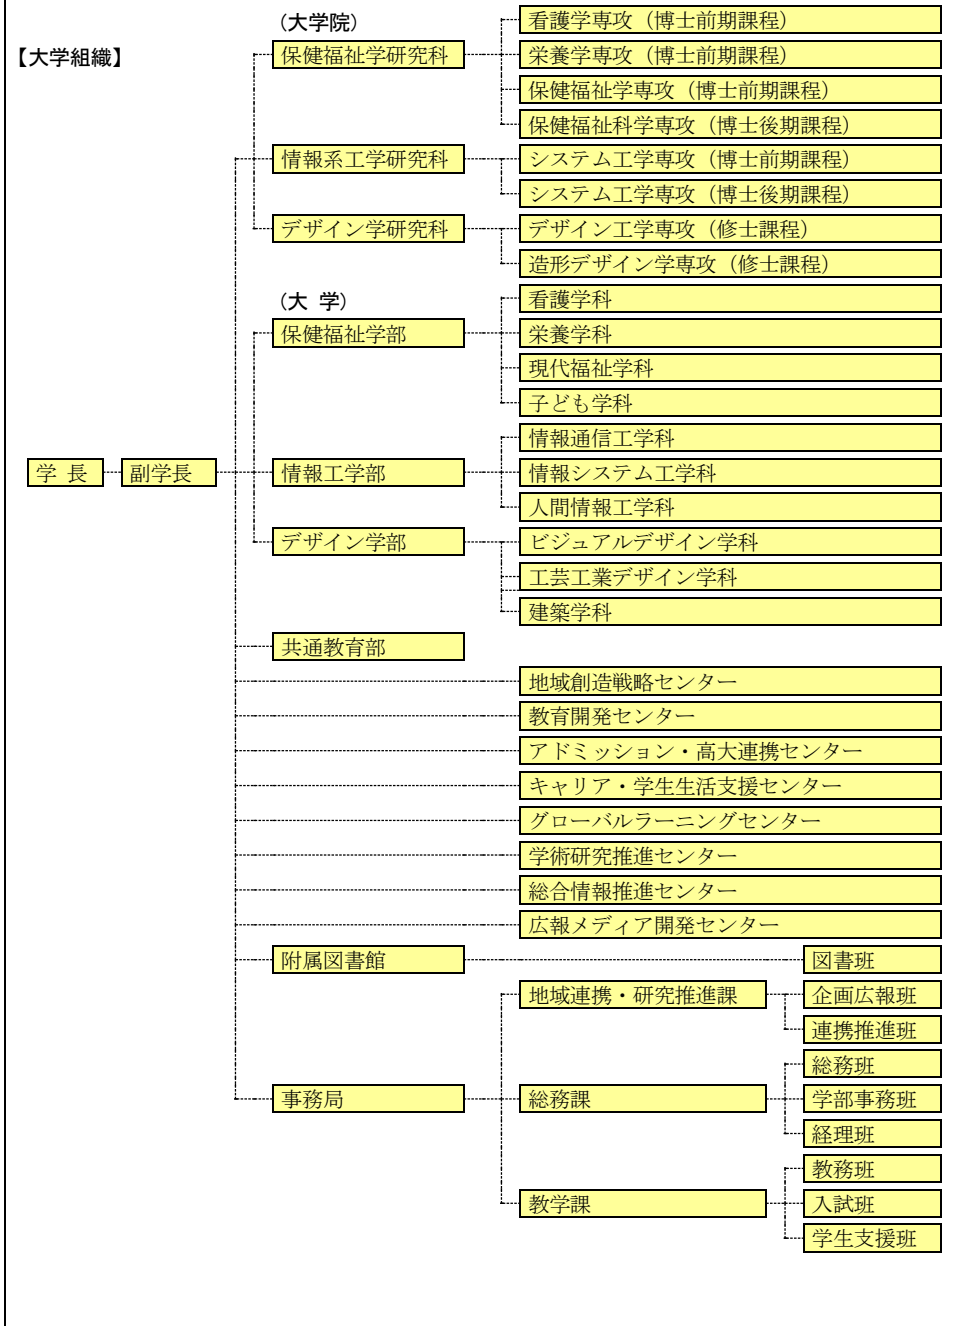 (大学院)
看護学専攻（博士前期課程）
【大学組織】
保健福祉学研究科
栄養学専攻（博士前期課程）
保健福祉学専攻（博士前期課程）
保健福祉科学専攻（博士後期課程）
情報系工学研究科
システム工学専攻（博士前期課程）
システム工学専攻（博士後期課程）
デザイン学研究科
デザイン工学専攻（修士課程）
造形デザイン学専攻（修士課程）
(大 学)
看護学科
保健福祉学部
栄養学科
現代福祉学科
子ども学科
情報通信工学科
学 長
副学長
情報工学部
情報システム工学科
人間情報工学科
デザイン学部
ビジュアルデザイン学科
工芸工業デザイン学科
建築学科
共通教育部
地域創造戦略センター
教育開発センター
アドミッション・高大連携センター
キャリア・学生生活支援センター
グローバルラーニングセンター
学術研究推進センター
総合情報推進センター
広報メディア開発センター
附属図書館
図書班
地域連携・研究推進課
企画広報班
連携推進班
総務班
事務局
総務課
学部事務班
経理班
教務班
教学課
入試班
学生支援班